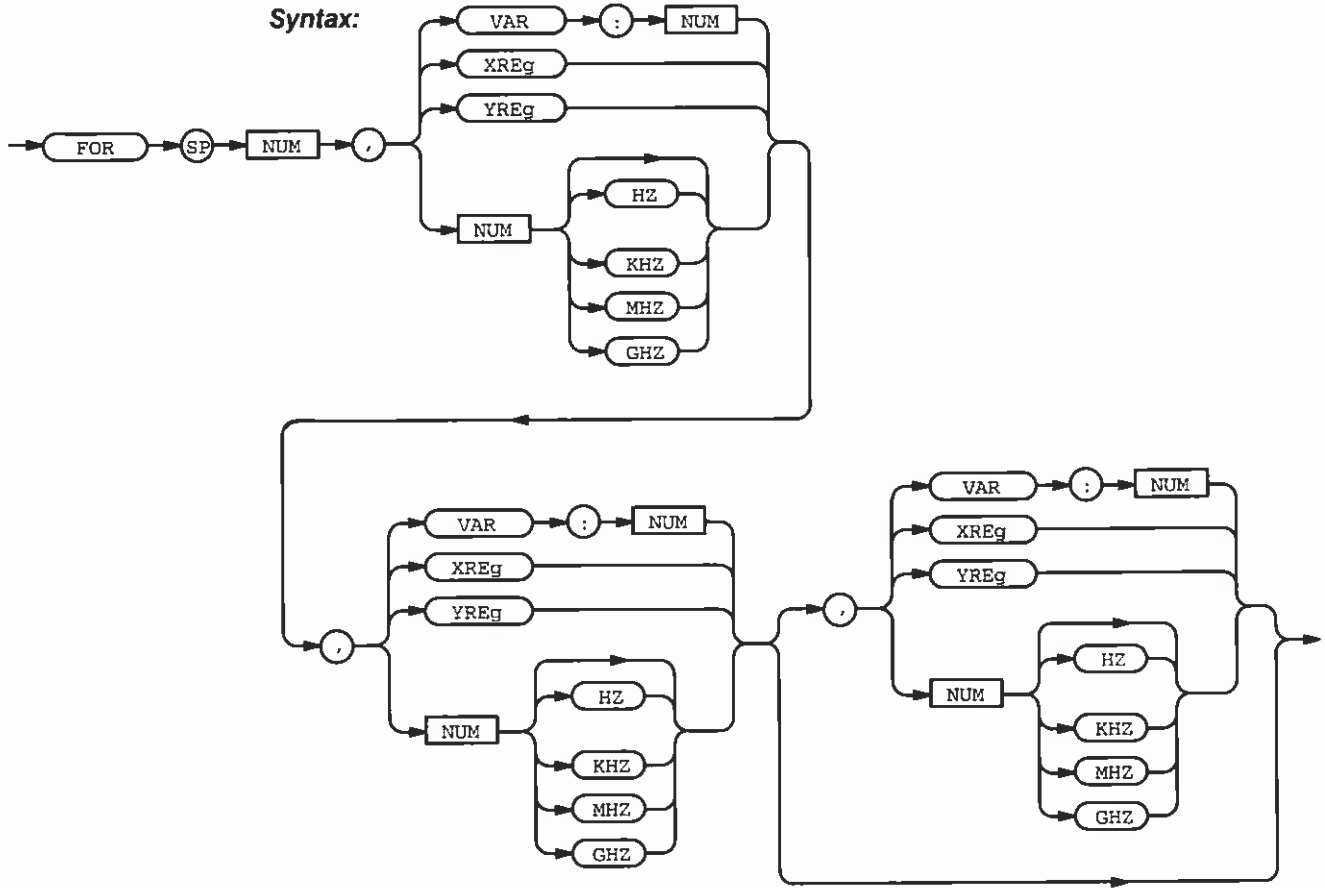 Syntax:
VAR : NUM
XREg
YREg
FOR SP NUM ,
HZ
NUM
KHZ
MHZ
GHZ
VAR : NUM
XREg
YREg
,
HZ
NUM
KHZ
MHZ
GHZ
VAR : NUM
XREg
YREg
,
HZ
NUM
KHZ
MHZ
GHZ